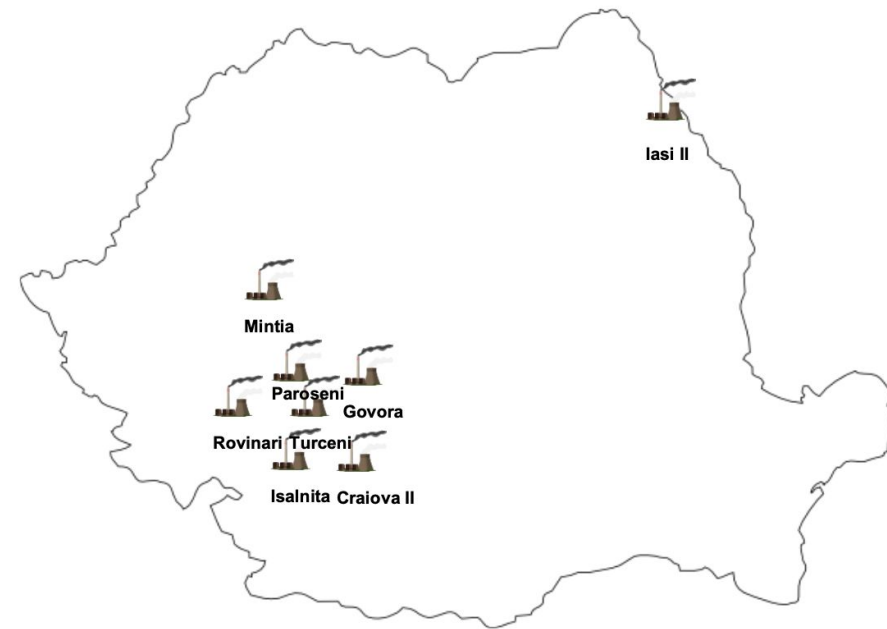 Iasi II
Mintia
Paroseni
Govora
Rovinari Turceni
Isalnita Craiova II